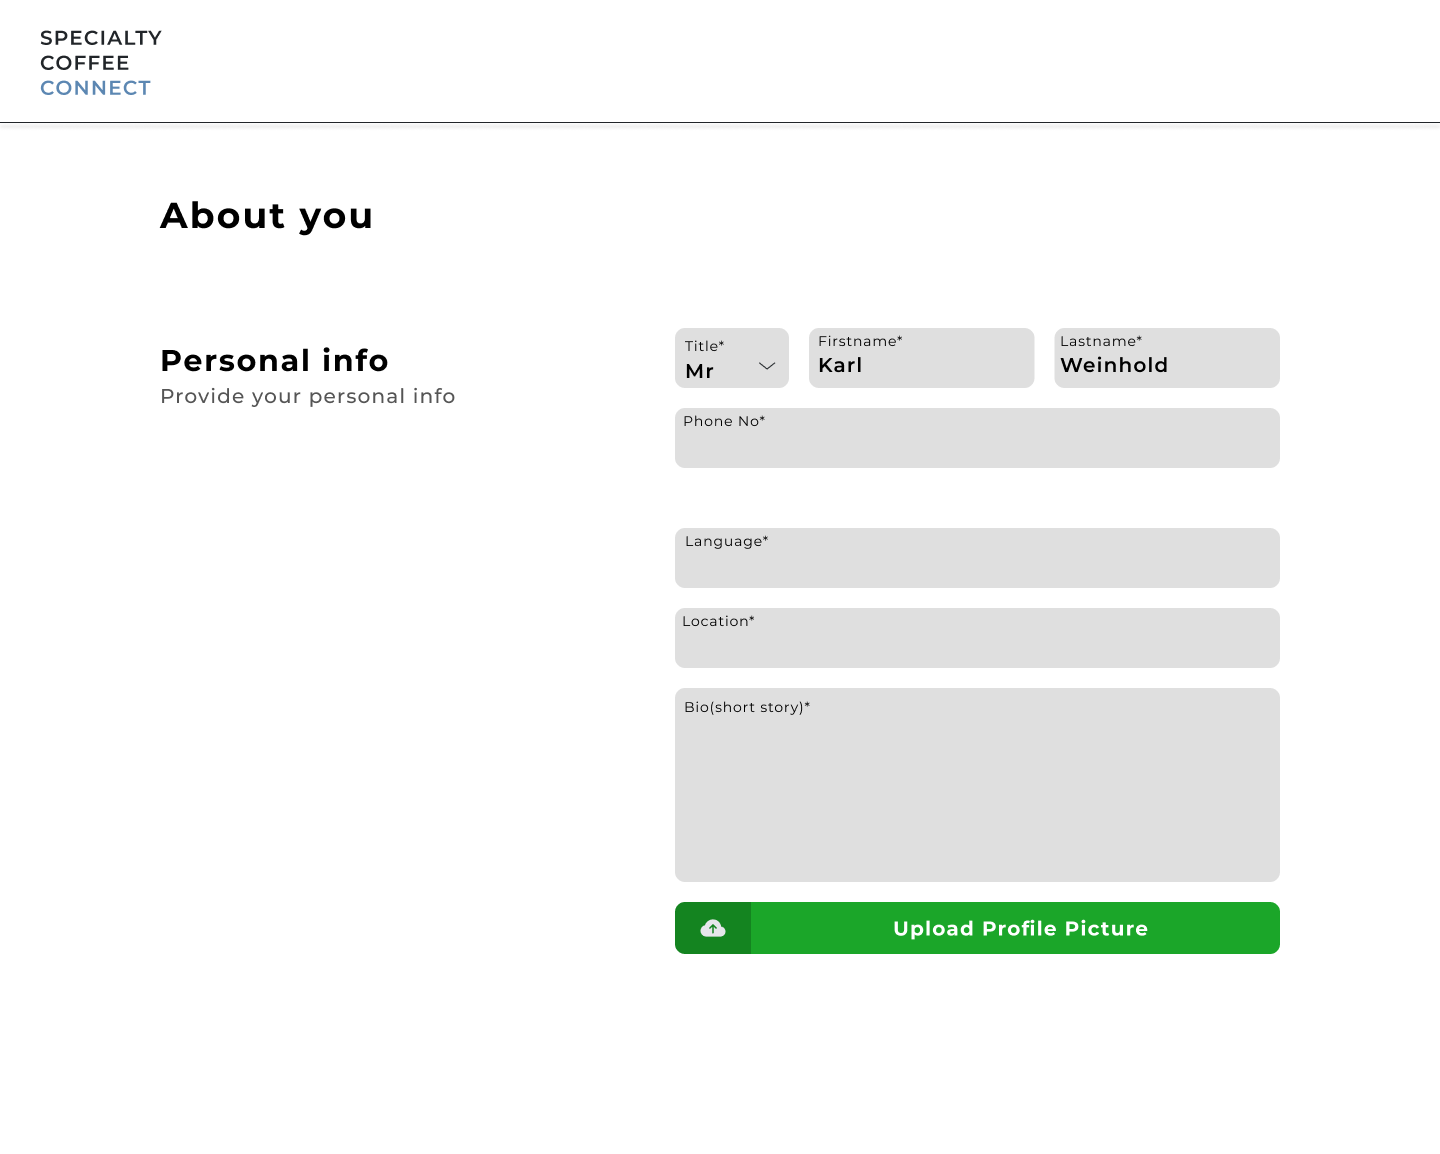 SPECIALTY
COFFEE
CONNECT
About you
Personal info
Provide your personal info
Title*
Mr
Firstname*
Karl
Lastname*
Weinhold
Phone No*
Language*
Location*
Bio(short story)*
Upload Profile Picture